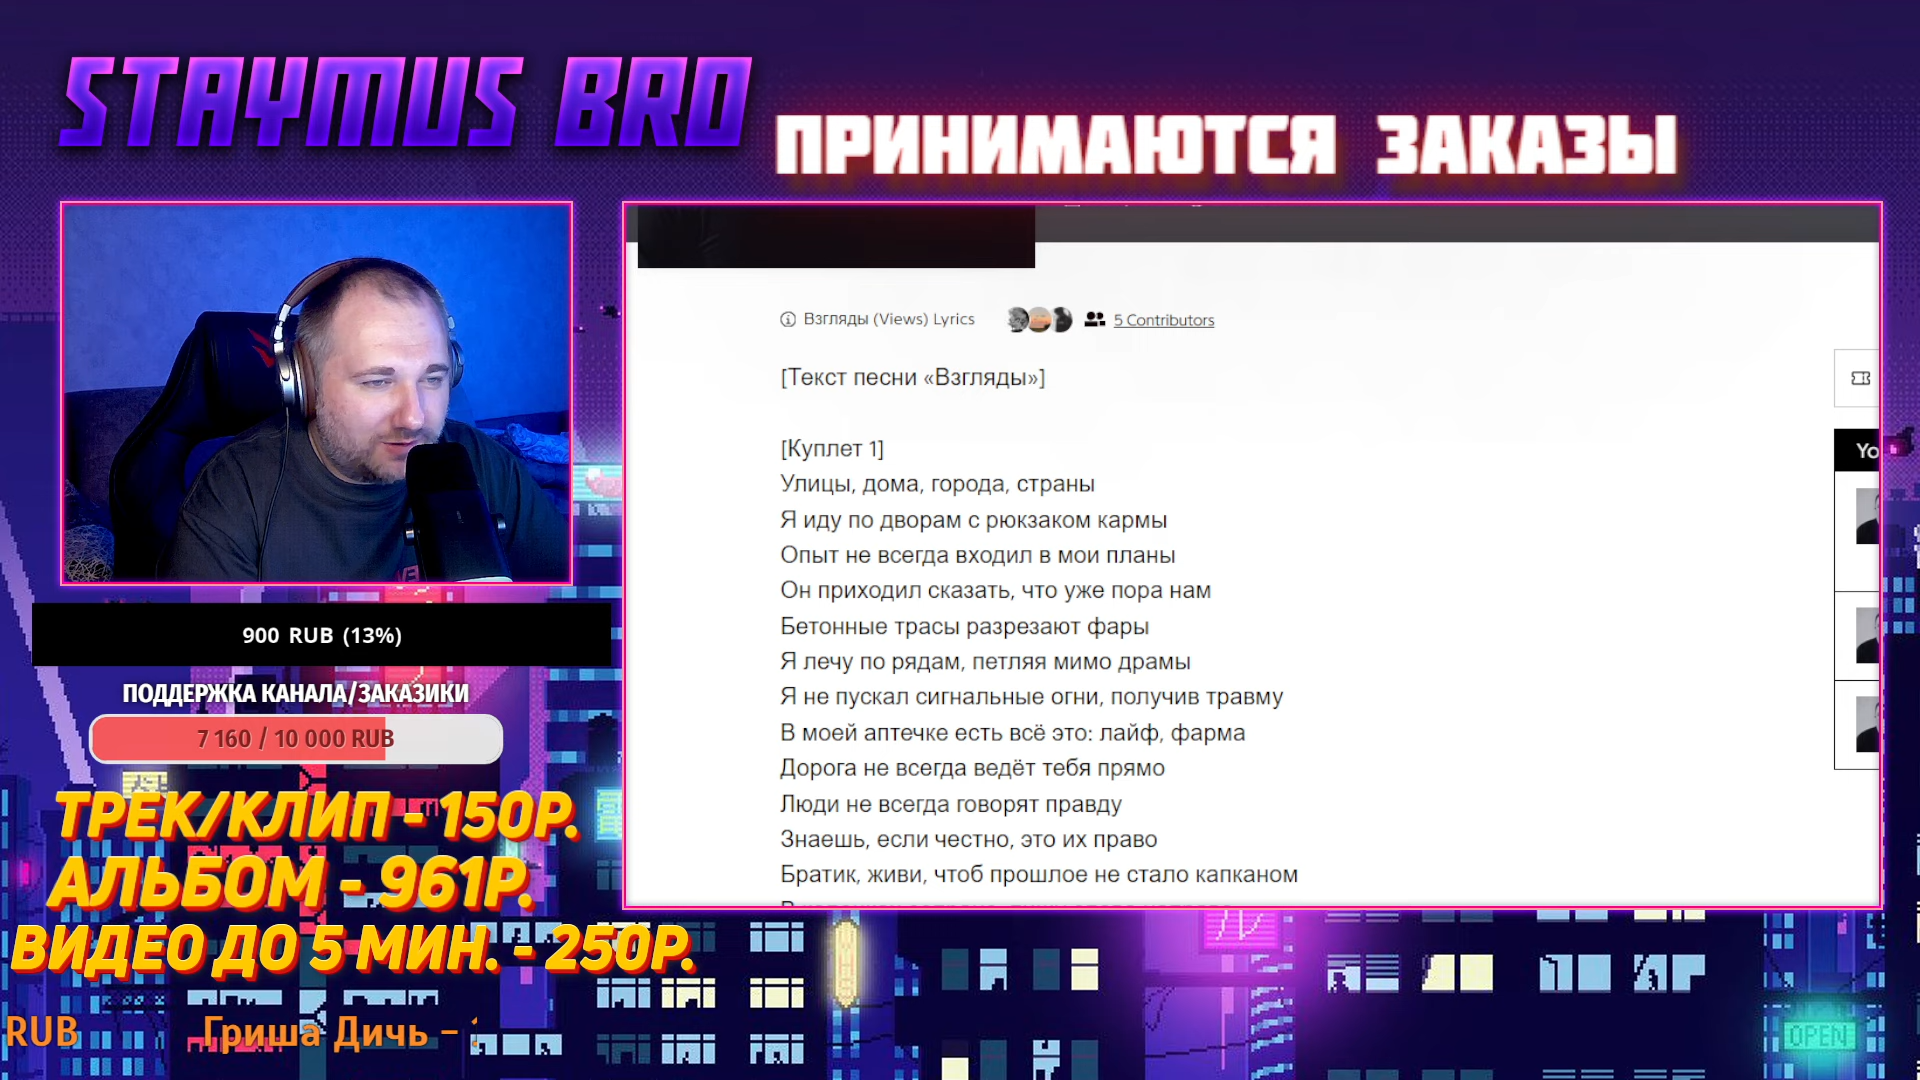 STAYMUS BRO
ПРИНИМАЮТСЯ ЗАКАЗЫ
Взгляды (Views) Lyrics
5 Contributors
[Текст песни «Взгляды»]
[Куплет 1]
Улицы, дома, города, страны
Я иду по дворам с рюкзаком кармы
Опыт не всегда входил в мои планы
Он приходил сказать, что уже пора нам
Бетонные трасы разрезают фары
Я лечу по рядам, петляя мимо драмы
Я не пускал сигнальные огни, получив травму
В моей аптечке есть всё это: лайф, фарма
Дорога не всегда ведёт тебя прямо
Люди не всегда говорят правду
Знаешь, если честно, это их право
Братик, живи, чтоб прошлое не стало капканом
Yo
900 RUB (13%)
ПОДДЕРЖКА КАНАЛА/ЗАКАЗИКИ
7 160 / 10 000 RUB
ТРЕК/КЛИП - 150Р.
АЛЬБОМ - 961Р.
ВИДЕО ДО 5 МИН. - 250Р.
RUB Гриша Дичь –
OPEN